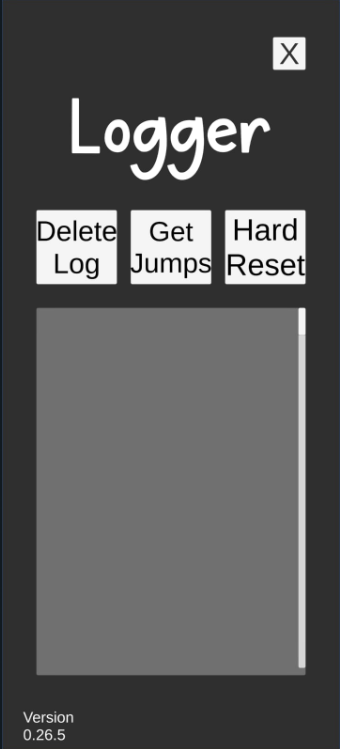 X
Logger
Delete Get Hard
Log Jumps Reset
Version
0.26.5